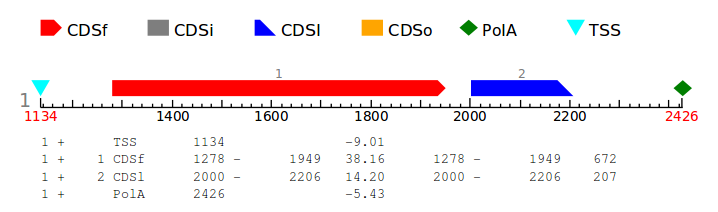 CDSf CDSi CDSl CDSo PolA TSS
1 2
1
1134 1400 1600 1800 2000 2200 2426
1 + TSS 1134 -9.01
1 + 1 CDSf 1278 - 1949 38.16 1278 - 1949 672
1 + 2 CDSl 2000 - 2206 14.20 2000 - 2206 207
1 + PolA 2426 -5.43